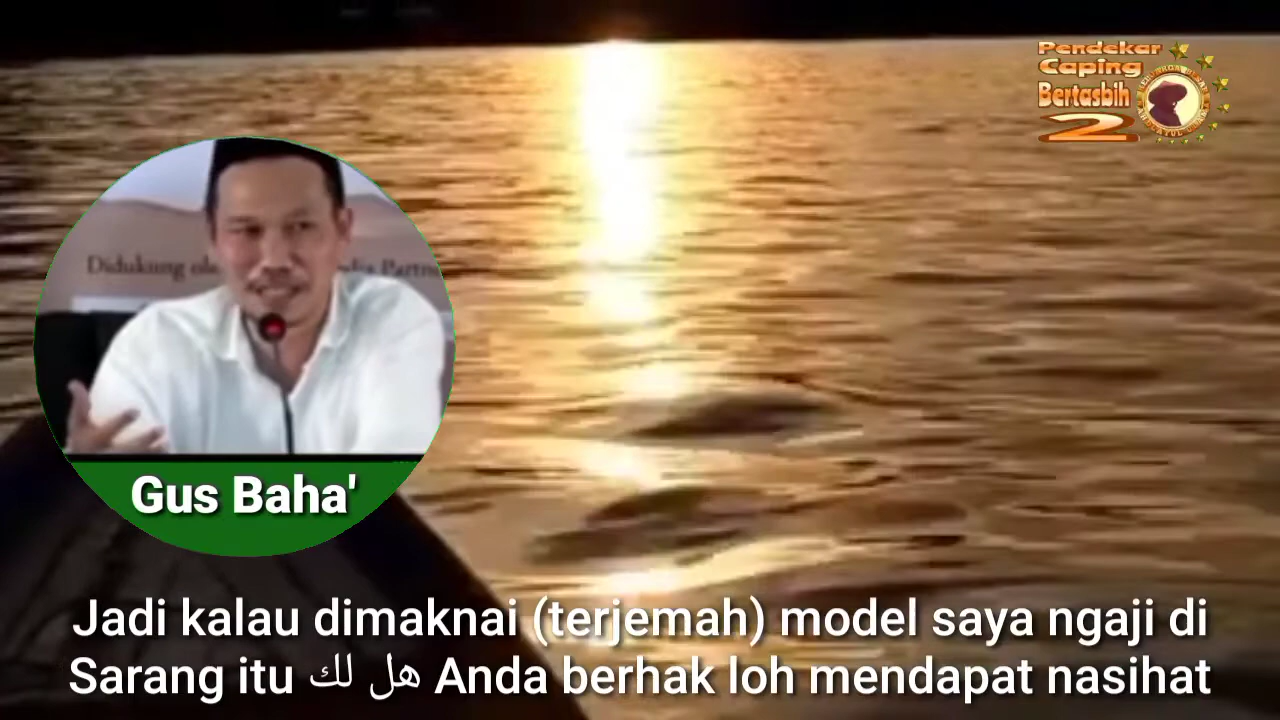 Pendekar
Caping
Bertasbih
2
Didukung
Gus Baha'
Jadi kalau dimaknai (terjemah) model saya ngaji di
Sarang itu هل لك Anda berhak loh mendapat nasihat